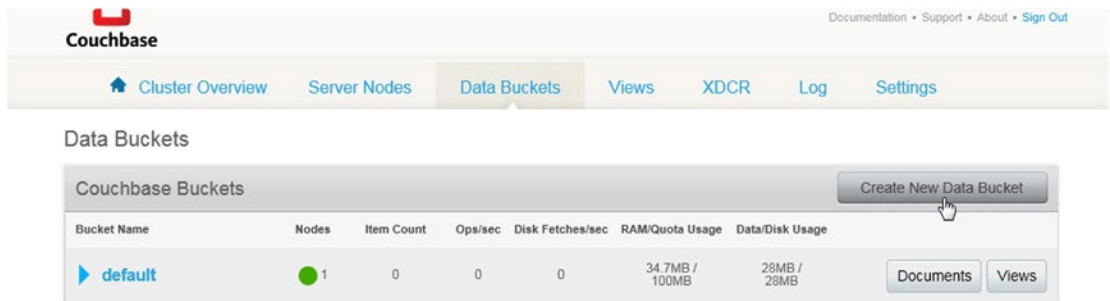 Documentation • Support • About • Sign Out
Couchbase
Cluster Overview Server Nodes Data Buckets Views XDCR Log Settings
Data Buckets
Couchbase Buckets Create New Data Bucket
Bucket Name Nodes Item Count Ops/sec Disk Fetches/sec RAM/Quota Usage Data/Disk Usage
default 1 0 0 0 34.7MB / 28MB / Documents Views
100MB 28MB